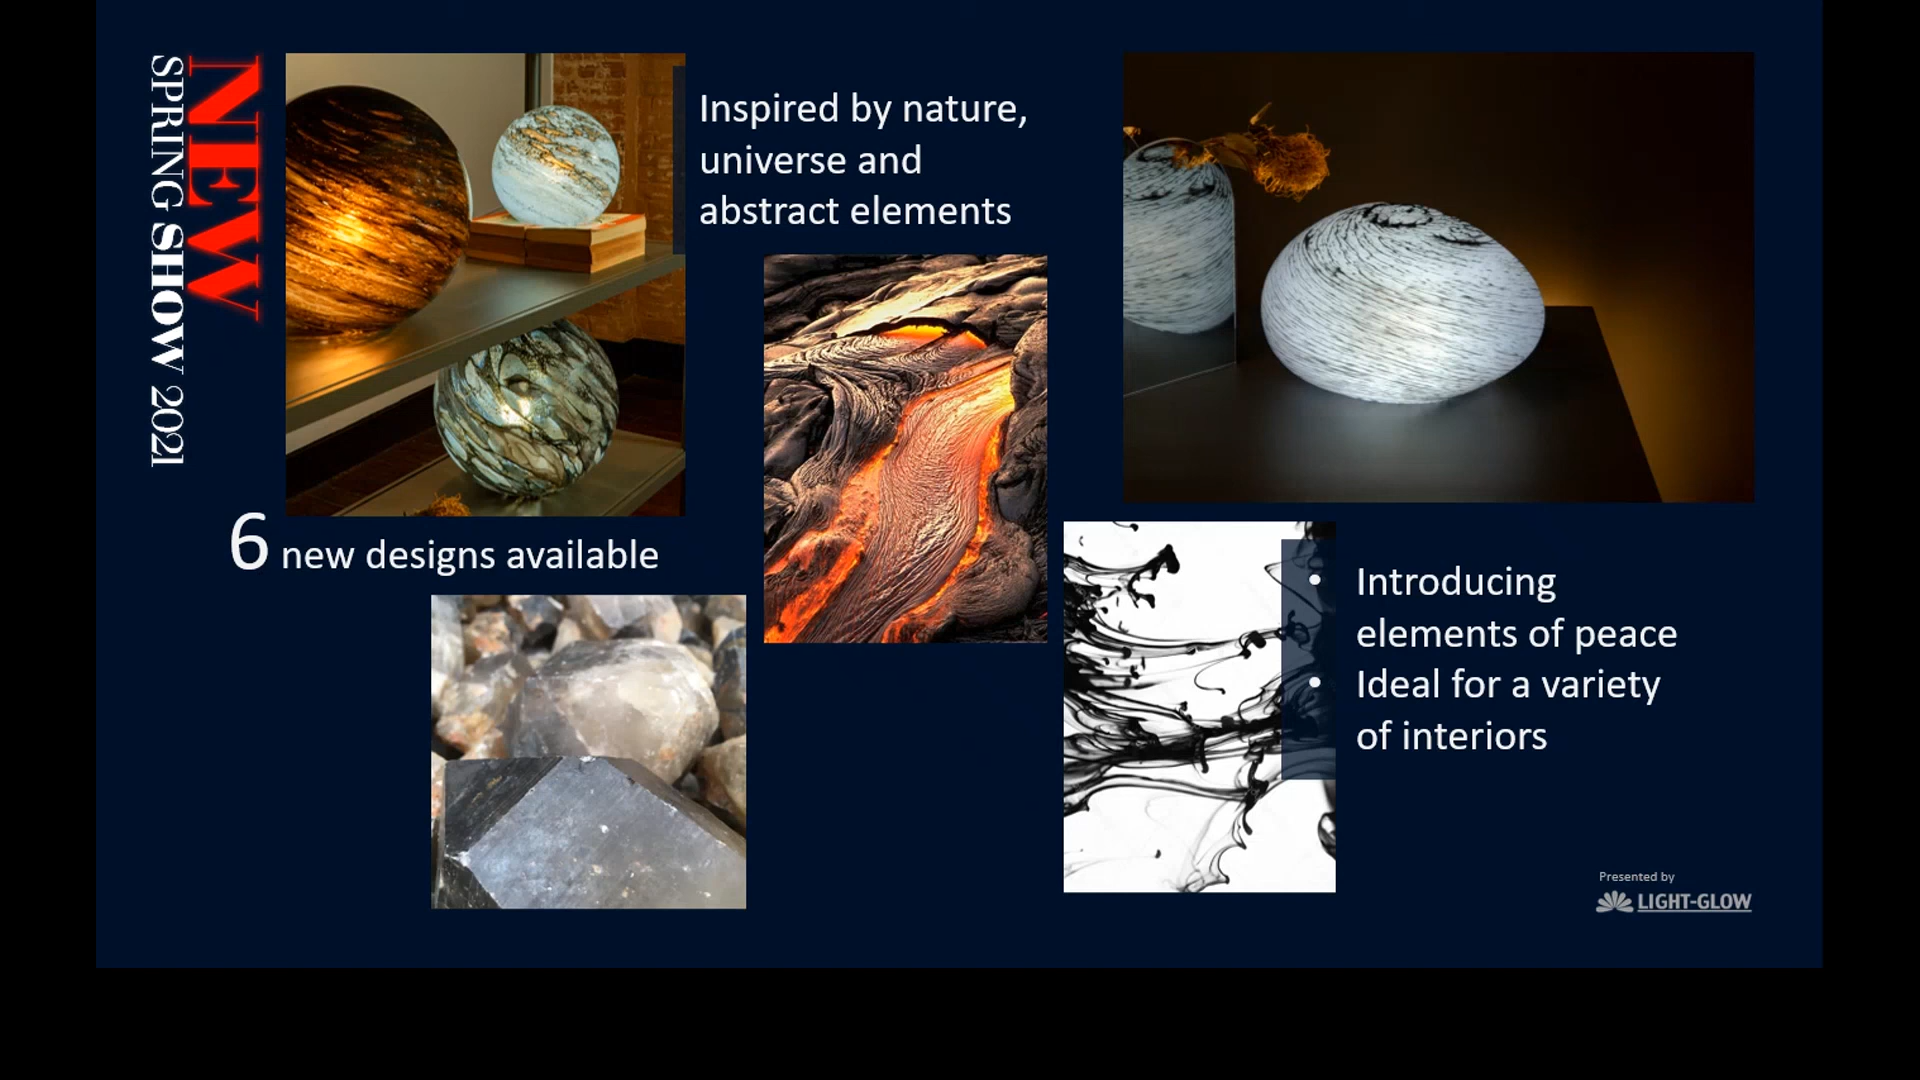 NEW
SPRING SHOW 2021
Inspired by nature,
universe and
abstract elements
6 new designs available
• Introducing
elements of peace
• Ideal for a variety
of interiors
Presented by
LIGHT-GLOW